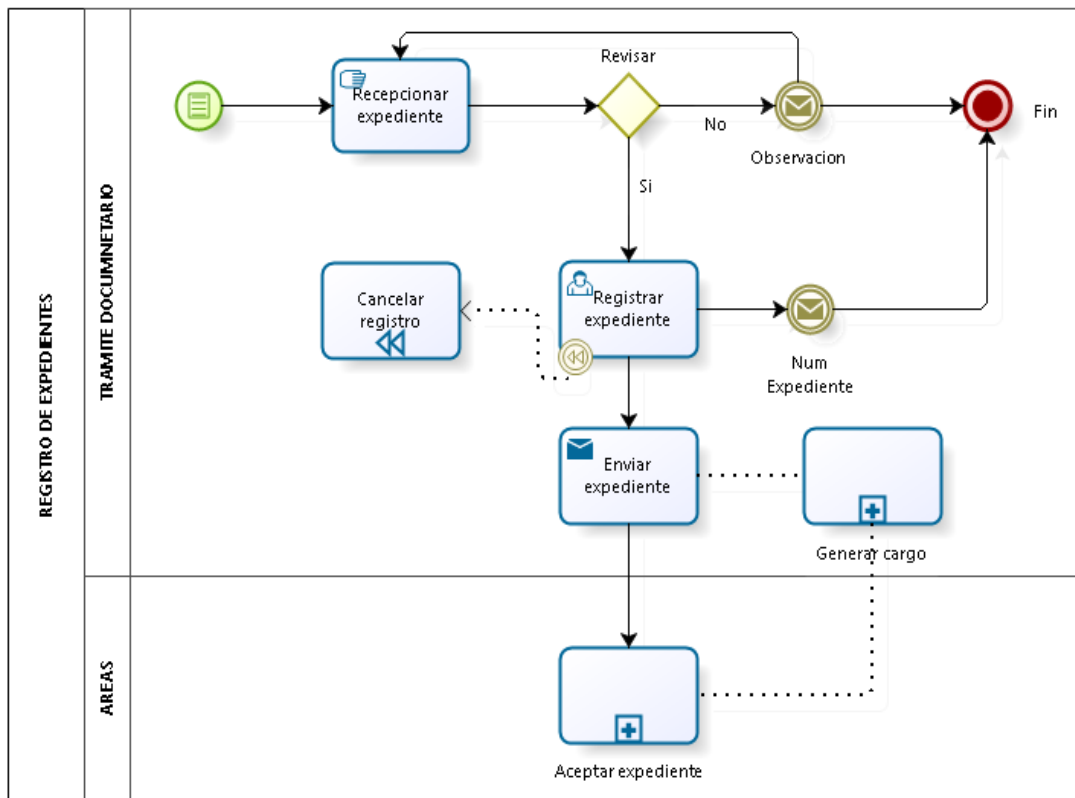 REGISTRO DE EXPEDIENTES
TRAMITE DOCUMNETARIO
Recepcionar
expediente
Revisar
No
Observacion
Fin
Si
Cancelar
registro
Registrar
expediente
Num
Expediente
Enviar
expediente
Generar cargo
AREAS
Aceptar expediente